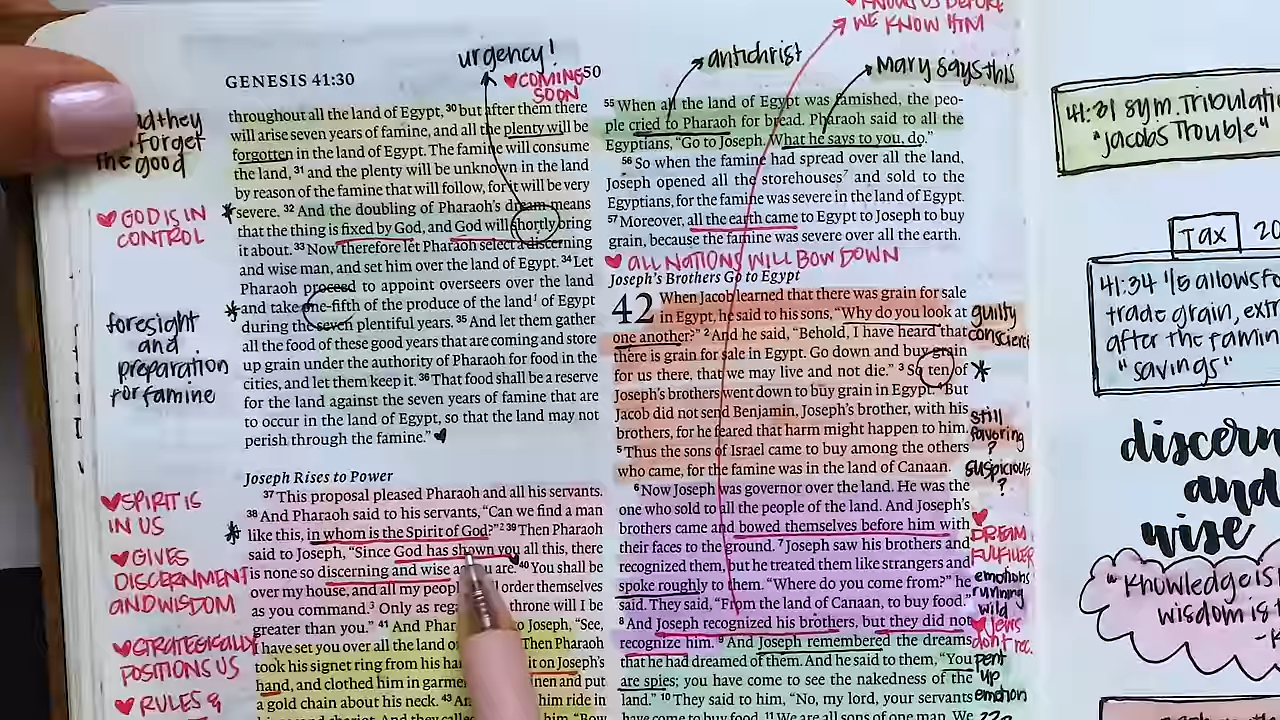 KNOWS US BEFORE
WE KNOW HIM
urgency!
antichrist
Mary says this
COMING
SOON
50
GENESIS 41:30
forget
the good
GOD IS IN
CONTROL
foresight
and
preparation
for famine
SPIRIT IS
IN US
GIVES
DISCERNMENT
AND WISDOM
STRATEGICALLY
POSITIONS US
RULES &
throughout all the land of Egypt, 30 but after them there
will arise seven years of famine, and all the plenty will be
forgotten in the land of Egypt. The famine will consume
the land, 31 and the plenty will be unknown in the land
by reason of the famine that will follow, for it will be very
severe. 32 And the doubling of Pharaoh's dream means
that the thing is fixed by God, and God will shortly bring
it about. 33 Now therefore let Pharaoh select a discerning
and wise man, and set him over the land of Egypt. 34 Let
Pharaoh proceed to appoint overseers over the land
and take one-fifth of the produce of the land1 of Egypt
during the seven plentiful years. 35 And let them gather
all the food of these good years that are coming and store
up grain under the authority of Pharaoh for food in the
cities, and let them keep it. 36 That food shall be a reserve
for the land against the seven years of famine that are
to occur in the land of Egypt, so that the land may not
perish through the famine."
Joseph Rises to Power
37 This proposal pleased Pharaoh and all his servants.
38 And Pharaoh said to his servants, "Can we find a man
like this, in whom is the Spirit of God?"2 39 Then Pharaoh
said to Joseph, "Since God has shown you all this, there
is none so discerning and wise as you are. 40 You shall be
over my house, and all my peop order themselves
as you command.3 Only as rega throne will I be
greater than you." 41 And Phar o Joseph, "See,
I have set you over all the land o Then Pharaoh
took his signet ring from his ha it on Joseph's
hand, and clothed him in garme inen and put
a gold chain about his neck. 43 An him ride in
55 When all the land of Egypt was famished, the peo-
ple cried to Pharaoh for bread. Pharaoh said to all the
Egyptians, "Go to Joseph. What he says to you, do."
56 So when the famine had spread over all the land,
Joseph opened all the storehouses7 and sold to the
Egyptians, for the famine was severe in the land of Egypt.
57 Moreover, all the earth came to Egypt to Joseph to buy
grain, because the famine was severe over all the earth.
ALL NATIONS WILL BOW DOWN
Joseph's Brothers Go to Egypt
42 When Jacob learned that there was grain for sale
in Egypt, he said to his sons, "Why do you look at
one another?" 2 And he said, "Behold, I have heard that
there is grain for sale in Egypt. Go down and buy grain
for us there, that we may live and not die." 3 So ten of
Joseph's brothers went down to buy grain in Egypt. 4 But
Jacob did not send Benjamin, Joseph's brother, with his
brothers, for he feared that harm might happen to him.
5 Thus the sons of Israel came to buy among the others
who came, for the famine was in the land of Canaan.
6 Now Joseph was governor over the land. He was the
one who sold to all the people of the land. And Joseph's
brothers came and bowed themselves before him with
their faces to the ground. 7 Joseph saw his brothers and
recognized them, but he treated them like strangers and
spoke roughly to them. "Where do you come from?" he
said. They said, "From the land of Canaan, to buy food."
8 And Joseph recognized his brothers, but they did not
recognize him. 9 And Joseph remembered the dreams
that he had dreamed of them. And he said to them, "You
are spies; you have come to see the nakedness of the
land." 10 They said to him, "No, my lord, your servants
have come to buy food. 11 We are all sons of one man. We
guilty
still
favoring
?
suspicious
?
DREAM
FULFILLER
emotions
running
wild
pent
up
emotion
41:31 sym. Tribulati
"Jacobs Trouble"
Tax
20
41:34 1/5 allows fo
trade grain, extr
after the famin
"savings"
discern
and
wise
"Knowledge is
wisdom is